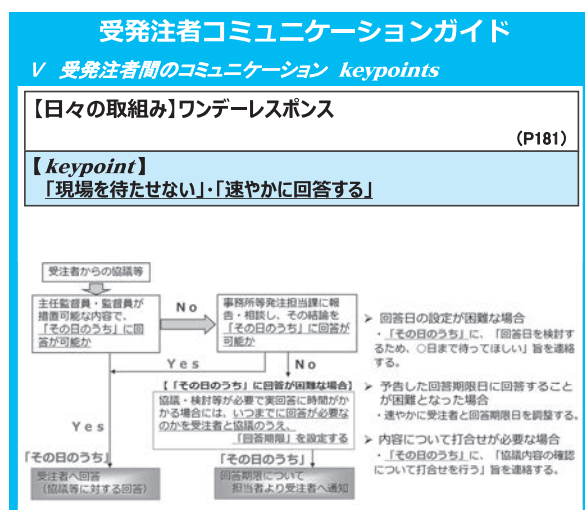 受発注者コミュニケーションガイド
Ⅴ 受発注者間のコミュニケーション keypoints
【日々の取組み】ワンデーレスポンス
(P181)
【keypoint】
「現場を待たせない」・「速やかに回答する」
受注者からの協議等
主任監督員・監督員が
措置可能な内容で、
「その日のうち」に回
答が可能か
No
事務所等発注担当課に報
告・相談し、その結論を
「その日のうち」に回答が
可能か
Yes
No
【「その日のうち」に回答が困難な場合】
協議・検討等が必要で実回答に時間がか
かる場合には、いつまでに回答が必要な
のかを受注者と協議のうえ、
「回答期限」を設定する
Yes
「その日のうち」
受注者へ回答
(協議等に対する回答)
「その日のうち」
回答期限について
担当者より受注者へ通知
➢ 回答日の設定が困難な場合
・「その日のうち」に、「回答日を検討す
るため、○日まで待ってほしい」旨を連絡
する。
➢ 予告した回答期限日に回答すること
が困難となった場合
・速やかに受注者と回答期限日を調整する。
➢ 内容について打合せが必要な場合
・「その日のうち」に、「協議内容の確認
について打合せを行う」旨を連絡する。